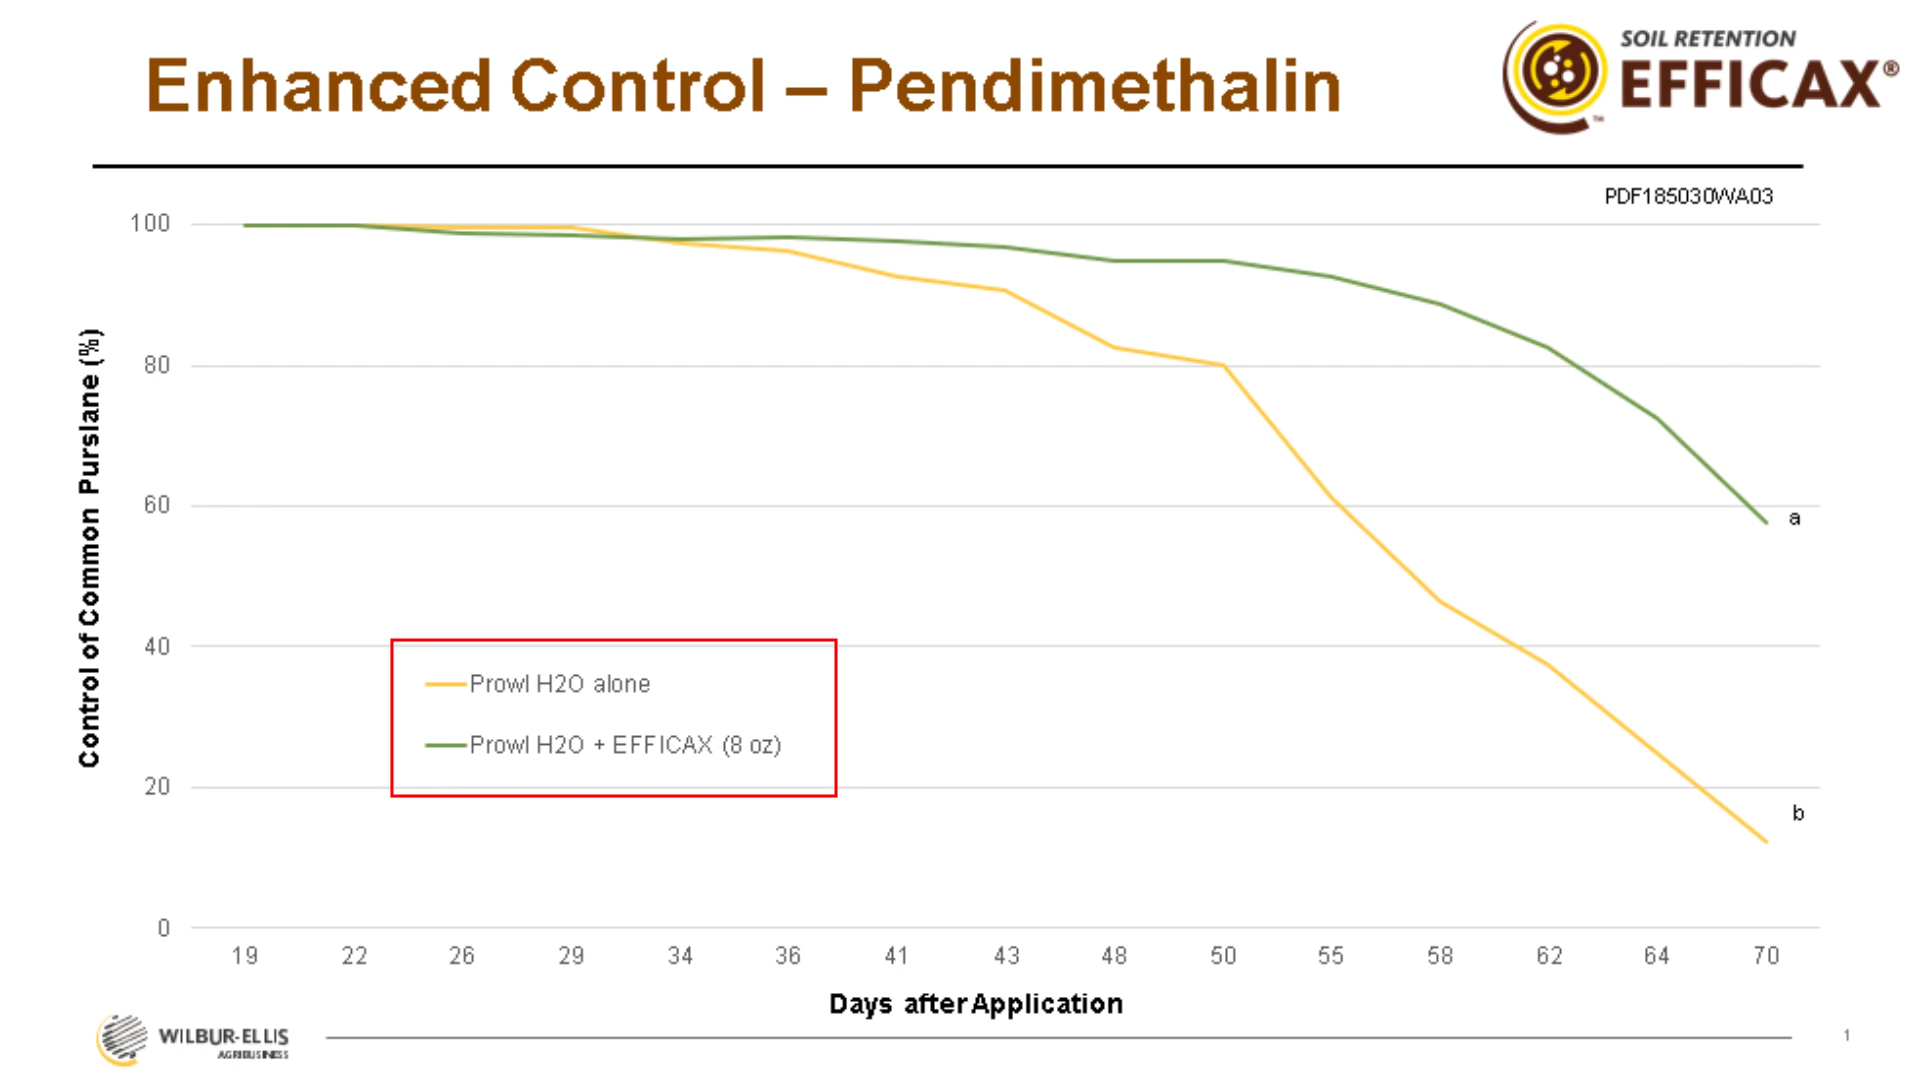 Enhanced Control – Pendimethalin
SOIL RETENTION
EFFICAX®
™
PDF185030WA03
Control of Common Purslane (%)
100
80
60
40
20
0
a
b
Prowl H2O alone
Prowl H2O + EFFICAX (8 oz)
19 22 26 29 34 36 41 43 48 50 55 58 62 64 70
Days after Application
WILBUR-ELLIS
AGRIBUSINESS
1